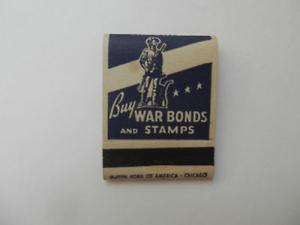 Buy
WAR BONDS
AND STAMPS
MATCH CORP. OF AMERICA - CHICAGO